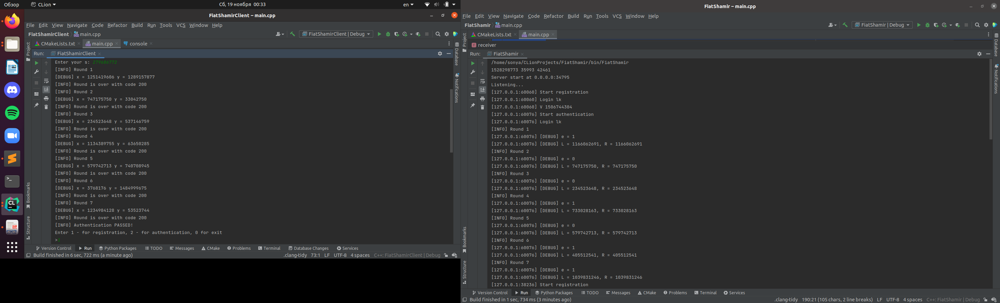 Обзор
CLion
Сб, 19 ноября 00:33
en
FiatShamirClient – main.cpp
File Edit View Navigate Code Refactor Build Run Tools VCS Window Help
FiatShamirClient main.cpp
FiatShamirClient | Debug
CMakeLists.txt main.cpp console
Run: FiatShamirClient
Project
Bookmarks
Structure
Database
Notifications
Enter your s: 279686772
[INFO] Round 1
[DEBUG] x = 1251419606 y = 1289157877
[INFO] Round is over with code 200
[INFO] Round 2
[DEBUG] x = 747175750 y = 33042750
[INFO] Round is over with code 200
[INFO] Round 3
[DEBUG] x = 234523648 y = 537146759
[INFO] Round is over with code 200
[INFO] Round 4
[DEBUG] x = 1134389755 y = 63650285
[INFO] Round is over with code 200
[INFO] Round 5
[DEBUG] x = 579742713 y = 740708945
[INFO] Round is over with code 200
[INFO] Round 6
[DEBUG] x = 3768176 y = 1484999675
[INFO] Round is over with code 200
[INFO] Round 7
[DEBUG] x = 1234984128 y = 53523744
[INFO] Round is over with code 200
[INFO] Authentication PASSED!
Enter 1 - for registration, 2 - for authentication, 0 for exit
>1
Version Control Run Python Packages TODO Messages CMake Problems Terminal Database Changes Services
Build finished in 6 sec, 722 ms (a minute ago)
.clang-tidy 73:1 LF UTF-8 4 spaces C++: FiatShamirClient | Debug
FiatShamir – main.cpp
File Edit View Navigate Code Refactor Build Run Tools VCS Window Help
FiatShamir main.cpp
FiatShamir | Debug
CMakeLists.txt main.cpp
f receiver
Run: FiatShamir
Project
Bookmarks
Structure
Database
Notifications
/home/sonya/CLionProjects/FiatShamir/bin/FiatShamir
1528298773 35993 42461
Server start at 0.0.0.0:34795
Listening...
[127.0.0.1:60060] Start registration
[127.0.0.1:60060] Login lk
[127.0.0.1:60060] V 1506744304
[127.0.0.1:60076] Start authentication
[127.0.0.1:60076] Login lk
[INFO] Round 1
[127.0.0.1:60076] [DEBUG] e = 1
[127.0.0.1:60076] [DEBUG] L = 1166062691, R = 1166062691
[INFO] Round 2
[127.0.0.1:60076] [DEBUG] e = 0
[127.0.0.1:60076] [DEBUG] L = 747175750, R = 747175750
[INFO] Round 3
[127.0.0.1:60076] [DEBUG] e = 0
[127.0.0.1:60076] [DEBUG] L = 234523648, R = 234523648
[INFO] Round 4
[127.0.0.1:60076] [DEBUG] e = 1
[127.0.0.1:60076] [DEBUG] L = 733028163, R = 733028163
[INFO] Round 5
[127.0.0.1:60076] [DEBUG] e = 0
[127.0.0.1:60076] [DEBUG] L = 579742713, R = 579742713
[INFO] Round 6
[127.0.0.1:60076] [DEBUG] e = 1
[127.0.0.1:60076] [DEBUG] L = 405512541, R = 405512541
[INFO] Round 7
[127.0.0.1:60076] [DEBUG] e = 1
[127.0.0.1:60076] [DEBUG] L = 1039831246, R = 1039831246
[127.0.0.1:38236] Start registration
Version Control Run Python Packages TODO Messages CMake Problems Terminal Services
Build finished in 1 sec, 734 ms (3 minutes ago)
.clang-tidy 190:21 (105 chars, 2 line breaks) LF UTF-8 4 spaces C++: FiatShamir | Debug